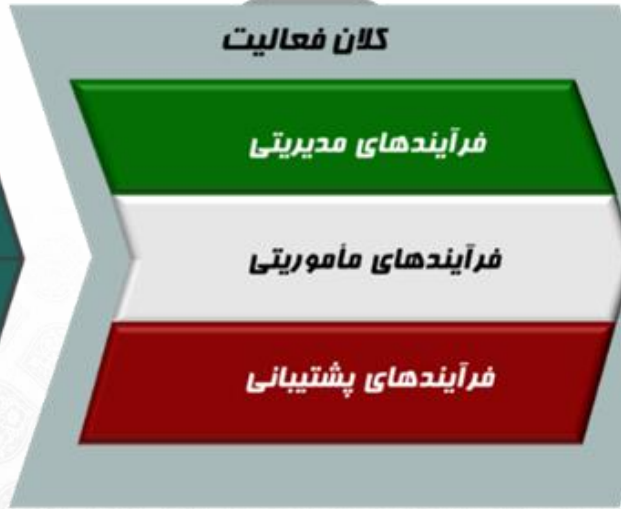 کلان فعالیت
فرآیندهای مدیریتی
فرآیندهای مأموریتی
فرآیندهای پشتیبانی